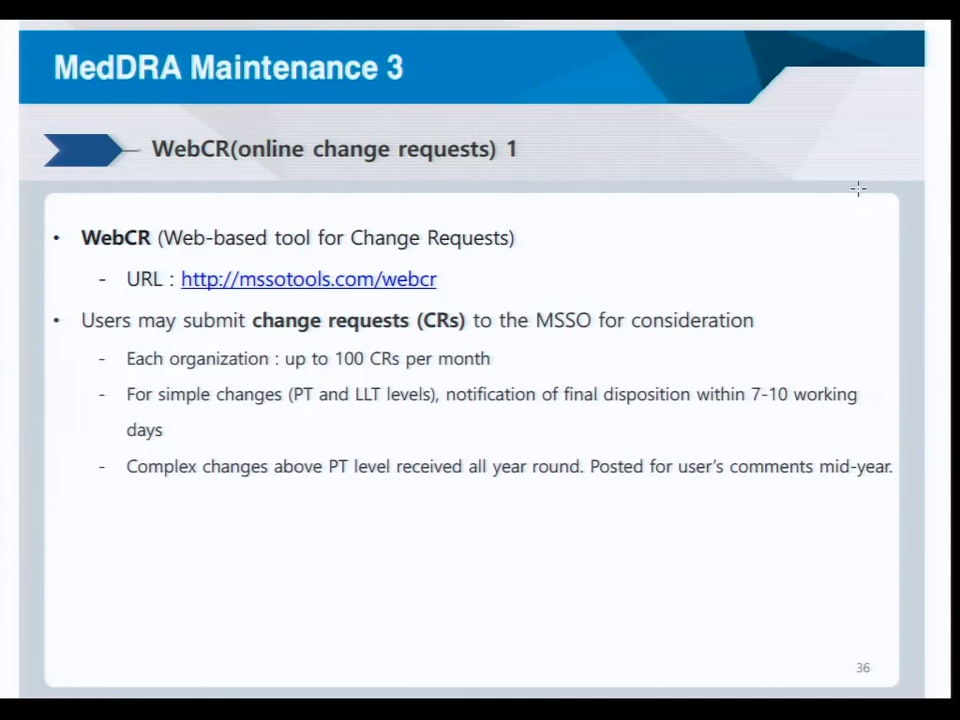 MedDRA Maintenance 3
WebCR(online change requests) 1
• WebCR (Web-based tool for Change Requests)
- URL : http://mssotools.com/webcr
• Users may submit change requests (CRs) to the MSSO for consideration
- Each organization : up to 100 CRs per month
- For simple changes (PT and LLT levels), notification of final disposition within 7-10 working
days
- Complex changes above PT level received all year round. Posted for user’s comments mid-year.
36